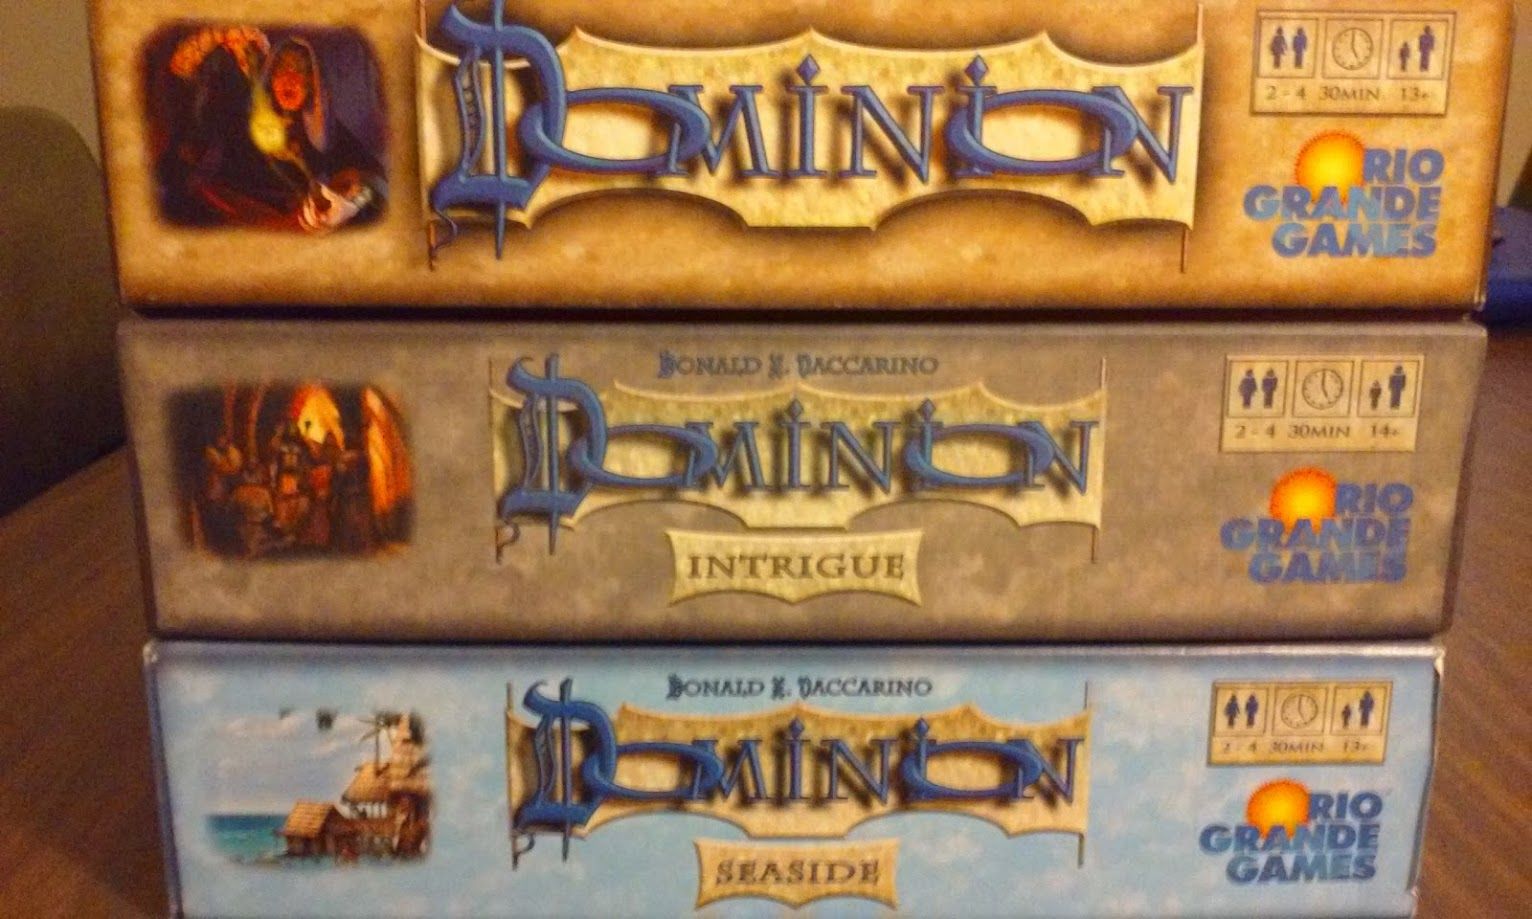 DOMINION
2 - 4 30MIN 13+
RIO
GRANDE
GAMES
DONALD X. VACCARINO
DOMINION
INTRIGUE
2 - 4 30MIN 14+
RIO
GRANDE
GAMES
DONALD X. VACCARINO
DOMINION
SEASIDE
2 - 4 30MIN 13+
RIO
GRANDE
GAMES